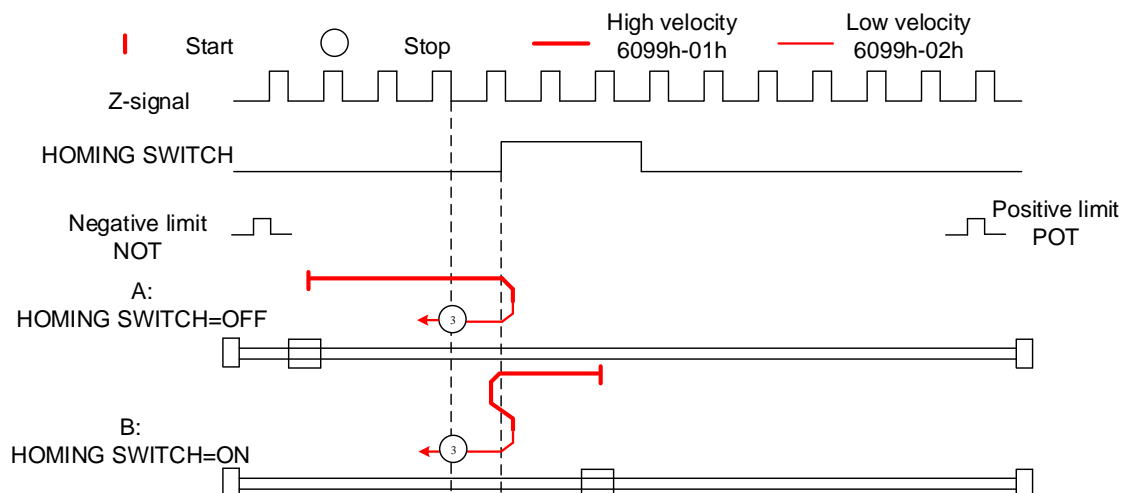 Start
Stop
High velocity
6099h-01h
Low velocity
6099h-02h
Z-signal
HOMING SWITCH
Negative limit
NOT
Positive limit
POT
A:
HOMING SWITCH=OFF
3
B:
HOMING SWITCH=ON
3